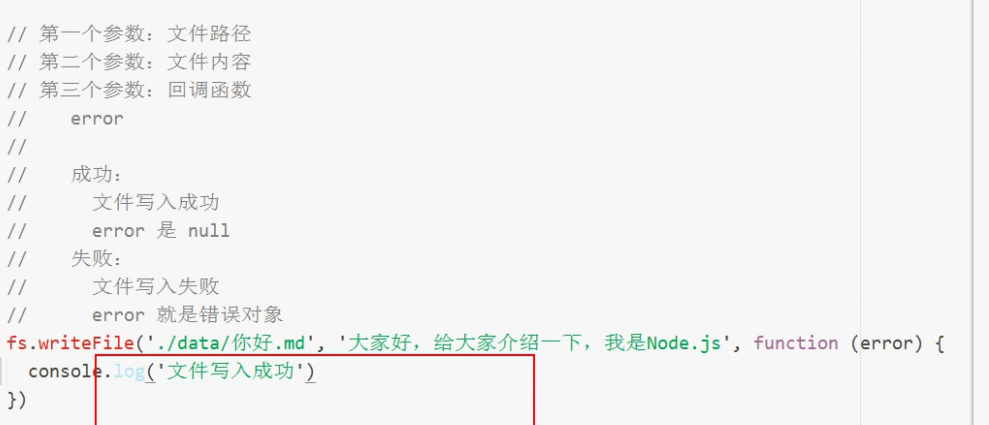 // 第一个参数：文件路径
// 第二个参数：文件内容
// 第三个参数：回调函数
//    error
//
//    成功：
//      文件写入成功
//      error 是 null
//    失败：
//      文件写入失败
//      error 就是错误对象
fs.writeFile('./data/你好.md', '大家好，给大家介绍一下，我是Node.js', function (error) {
  console.log('文件写入成功')
})